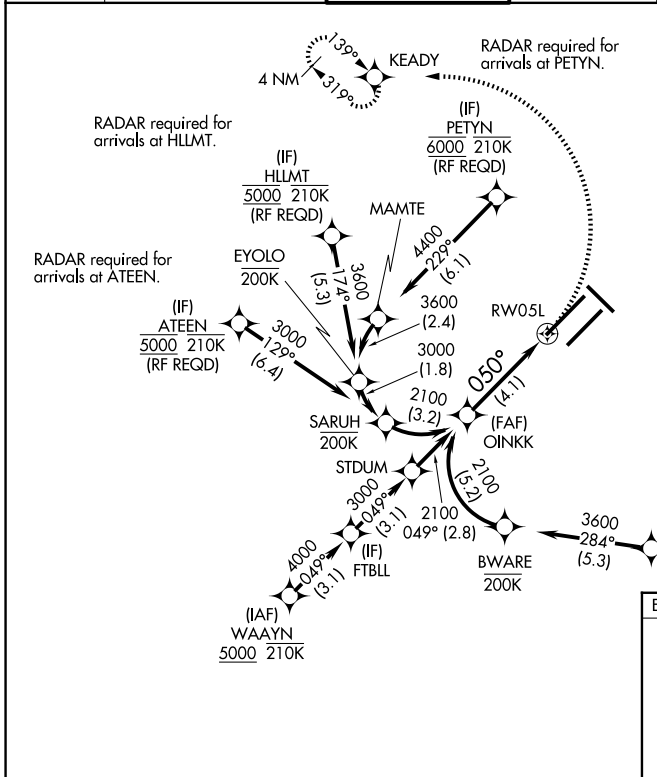 139°
KEADY
4 NM
319°
RADAR required for
arrivals at PETYN.
RADAR required for
arrivals at HLLMT.
(IF)
PETYN
6000 210K
(RF REQD)
(IF)
HLLMT
5000 210K
(RF REQD)
MAMTE
4400
229°
(6.1)
EYOLO
200K
3600
174°
(5.3)
RADAR required for
arrivals at ATEEN.
(IF)
ATEEN
5000 210K
(RF REQD)
3000
129°
(6.4)
3600
(2.4)
RW05L
3000
(1.8)
050°
(4.1)
2100
(3.2)
SARUH
200K
(FAF)
OINKK
STDUM
2100
(5.2)
3000
049°
(3.1)
2100
049° (2.8)
BWARE
200K
3600
284°
(5.3)
(IF)
FTBLL
4000
049°
(3.1)
(IAF)
WAAYN
5000 210K